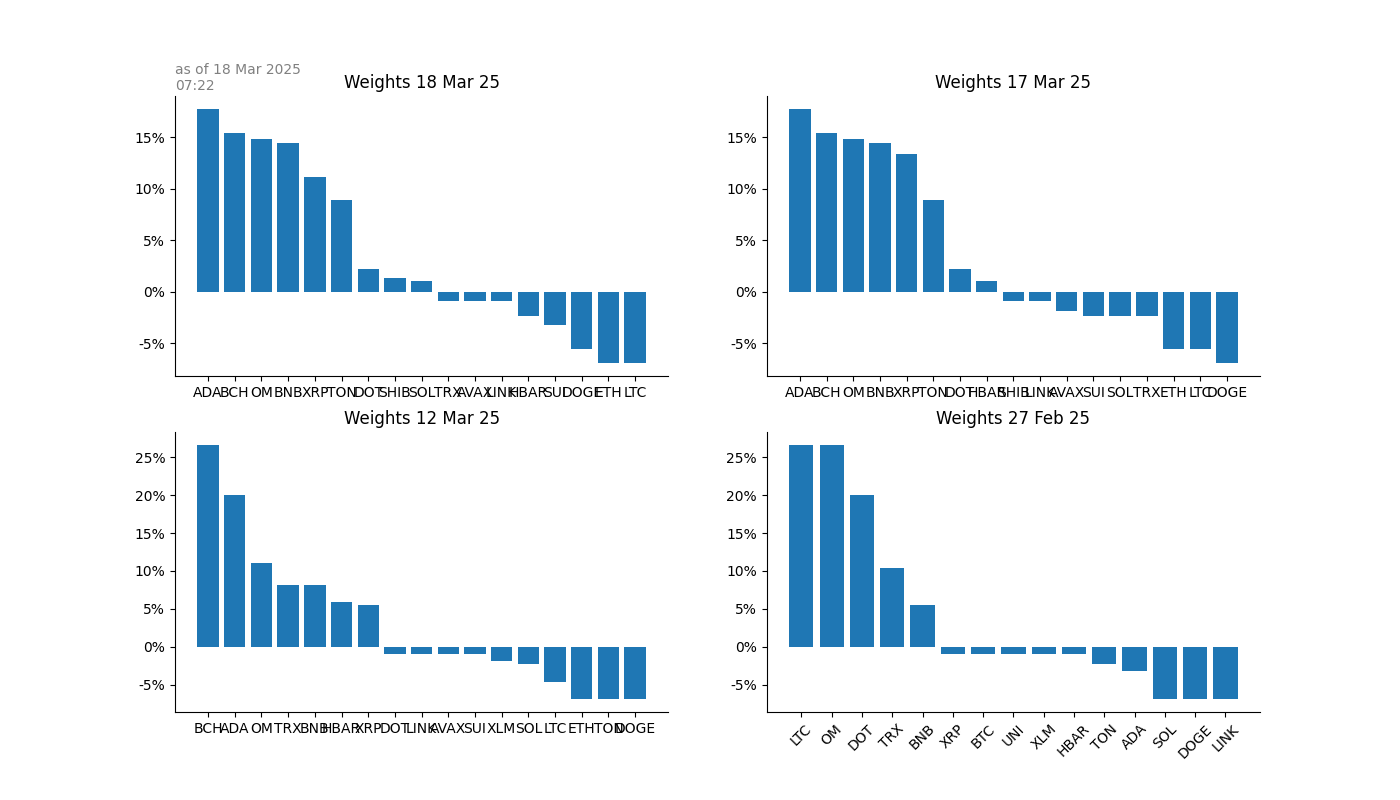 as of 18 Mar 2025
07:22
Weights 18 Mar 25
15%
10%
5%
0%
-5%
ADA BCH OM BNB XRP TON DOT SHIB SOL TRX AVAX LINK HBAR SUI DOGE ETH LTC
Weights 17 Mar 25
15%
10%
5%
0%
-5%
ADA BCH OM BNB XRP TON DOT HBAR SHIB LINK AVAX SUI SOL TRX ETH LTC DOGE
Weights 12 Mar 25
25%
20%
15%
10%
5%
0%
-5%
BCH ADA OM TRX BNB HBAR XRP DOT LINK AVAX SUI XLM SOL LTC ETH TON DOGE
Weights 27 Feb 25
25%
20%
15%
10%
5%
0%
-5%
LTC OM DOT TRX BNB XRP BTC UNI XLM HBAR TON ADA SOL DOGE LINK